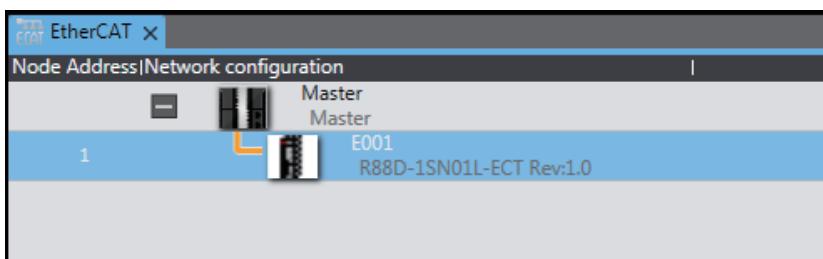 EtherCAT
Node Address|Network configuration
Master
Master
1 E001
R88D-1SN01L-ECT Rev:1.0